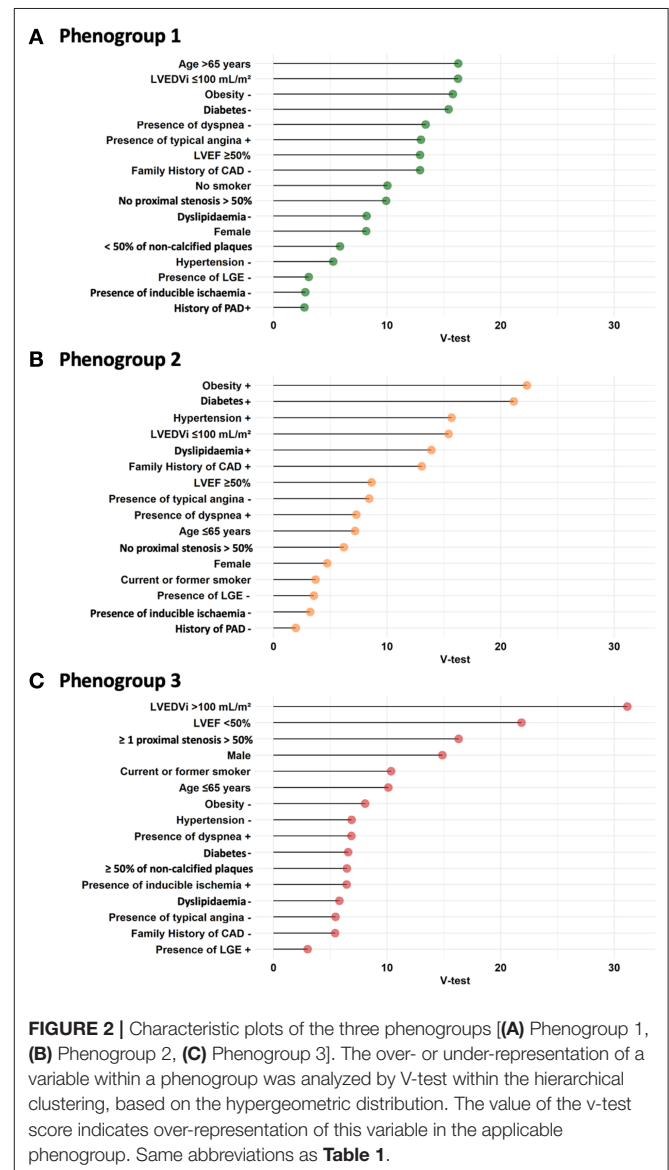 A Phenogroup 1
Age >65 years
LVEDVi ≤100 mL/m²
Obesity -
Diabetes-
Presence of dyspnea -
Presence of typical angina +
LVEF ≥50%
Family History of CAD -
No smoker
No proximal stenosis > 50%
Dyslipidaemia-
Female
< 50% of non-calcified plaques
Hypertension -
Presence of LGE -
Presence of inducible ischaemia-
History of PAD+
0 10 20 30
V-test
B Phenogroup 2
Obesity +
Diabetes+
Hypertension +
LVEDVi ≤100 mL/m²
Dyslipidaemia+
Family History of CAD +
LVEF ≥50%
Presence of typical angina -
Presence of dyspnea +
Age ≤65 years
No proximal stenosis > 50%
Female
Current or former smoker
Presence of LGE -
Presence of inducible ischaemia-
History of PAD-
0 10 20 30
V-test
C Phenogroup 3
LVEDVi >100 mL/m²
LVEF <50%
≥ 1 proximal stenosis > 50%
Male
Current or former smoker
Age ≤65 years
Obesity -
Hypertension -
Presence of dyspnea +
Diabetes-
≥ 50% of non-calcified plaques
Presence of inducible ischemia +
Dyslipidaemia-
Presence of typical angina -
Family History of CAD -
Presence of LGE +
0 10 20 30
V-test
FIGURE 2 | Characteristic plots of the three phenogroups [(A) Phenogroup 1,
(B) Phenogroup 2, (C) Phenogroup 3]. The over- or under-representation of a
variable within a phenogroup was analyzed by V-test within the hierarchical
clustering, based on the hypergeometric distribution. The value of the v-test
score indicates over-representation of this variable in the applicable
phenogroup. Same abbreviations as Table 1.